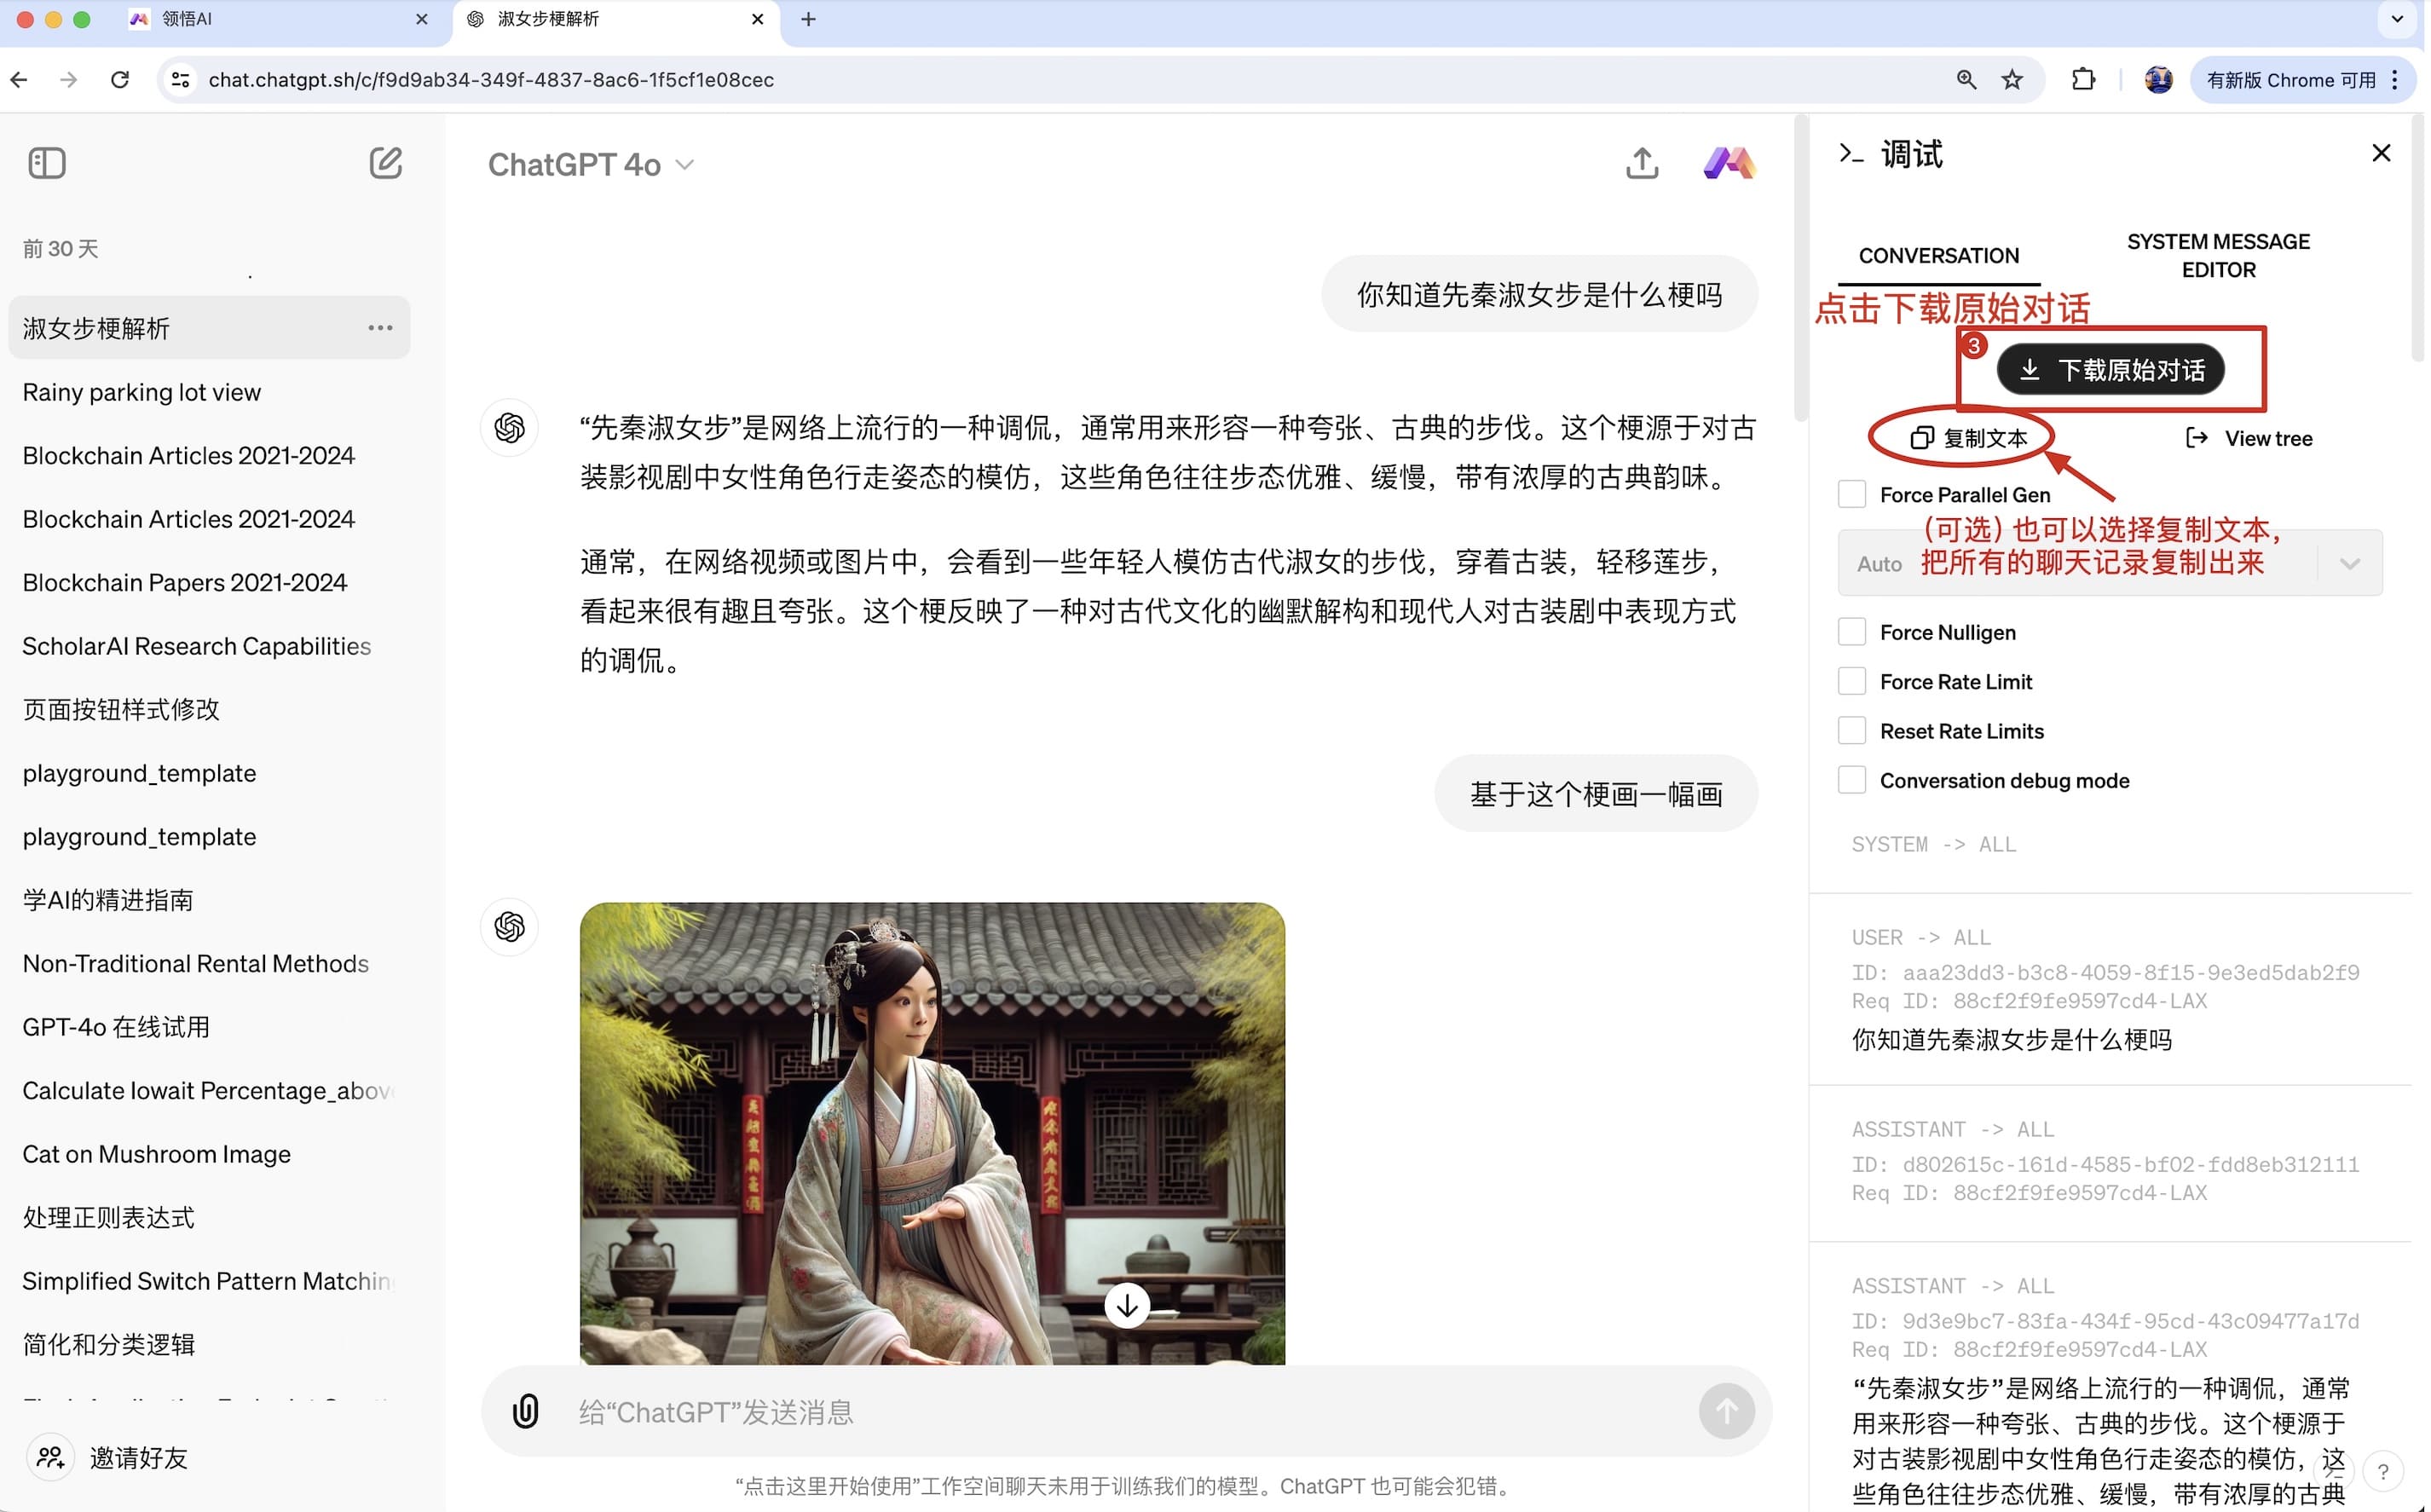 领悟AI
淑女步梗解析
chat.chatgpt.sh/c/f9d9ab34-349f-4837-8ac6-1f5cf1e08cec
有新版 Chrome 可用
前 30 天
淑女步梗解析
Rainy parking lot view
Blockchain Articles 2021-2024
Blockchain Articles 2021-2024
Blockchain Papers 2021-2024
ScholarAI Research Capabilities
页面按钮样式修改
playground_template
playground_template
学AI的精进指南
Non-Traditional Rental Methods
GPT-4o 在线试用
Calculate Iowait Percentage_abov
Cat on Mushroom Image
处理正则表达式
Simplified Switch Pattern Matchin
简化和分类逻辑
邀请好友
ChatGPT 4o
你知道先秦淑女步是什么梗吗
“先秦淑女步”是网络上流行的一种调侃，通常用来形容一种夸张、古典的步伐。这个梗源于对古
装影视剧中女性角色行走姿态的模仿，这些角色往往步态优雅、缓慢，带有浓厚的古典韵味。
通常，在网络视频或图片中，会看到一些年轻人模仿古代淑女的步伐，穿着古装，轻移莲步，
看起来很有趣且夸张。这个梗反映了一种对古代文化的幽默解构和现代人对古装剧中表现方式
的调侃。
基于这个梗画一幅画
给“ChatGPT”发送消息
“点击这里开始使用”工作空间聊天未用于训练我们的模型。ChatGPT 也可能会犯错。
调试
CONVERSATION
SYSTEM MESSAGE
EDITOR
点击下载原始对话
3
下载原始对话
复制文本
View tree
Force Parallel Gen
(可选) 也可以选择复制文本，
Auto
把所有的聊天记录复制出来
Force Nulligen
Force Rate Limit
Reset Rate Limits
Conversation debug mode
SYSTEM -> ALL
USER -> ALL
ID: aaa23dd3-b3c8-4059-8f15-9e3ed5dab2f9
Req ID: 88cf2f9fe9597cd4-LAX
你知道先秦淑女步是什么梗吗
ASSISTANT -> ALL
ID: d802615c-161d-4585-bf02-fdd8eb312111
Req ID: 88cf2f9fe9597cd4-LAX
ASSISTANT -> ALL
ID: 9d3e9bc7-83fa-434f-95cd-43c09477a17d
Req ID: 88cf2f9fe9597cd4-LAX
“先秦淑女步”是网络上流行的一种调侃，通常
用来形容一种夸张、古典的步伐。这个梗源于
对古装影视剧中女性角色行走姿态的模仿，这
些角色往往步态优雅、缓慢，带有浓厚的古典
?